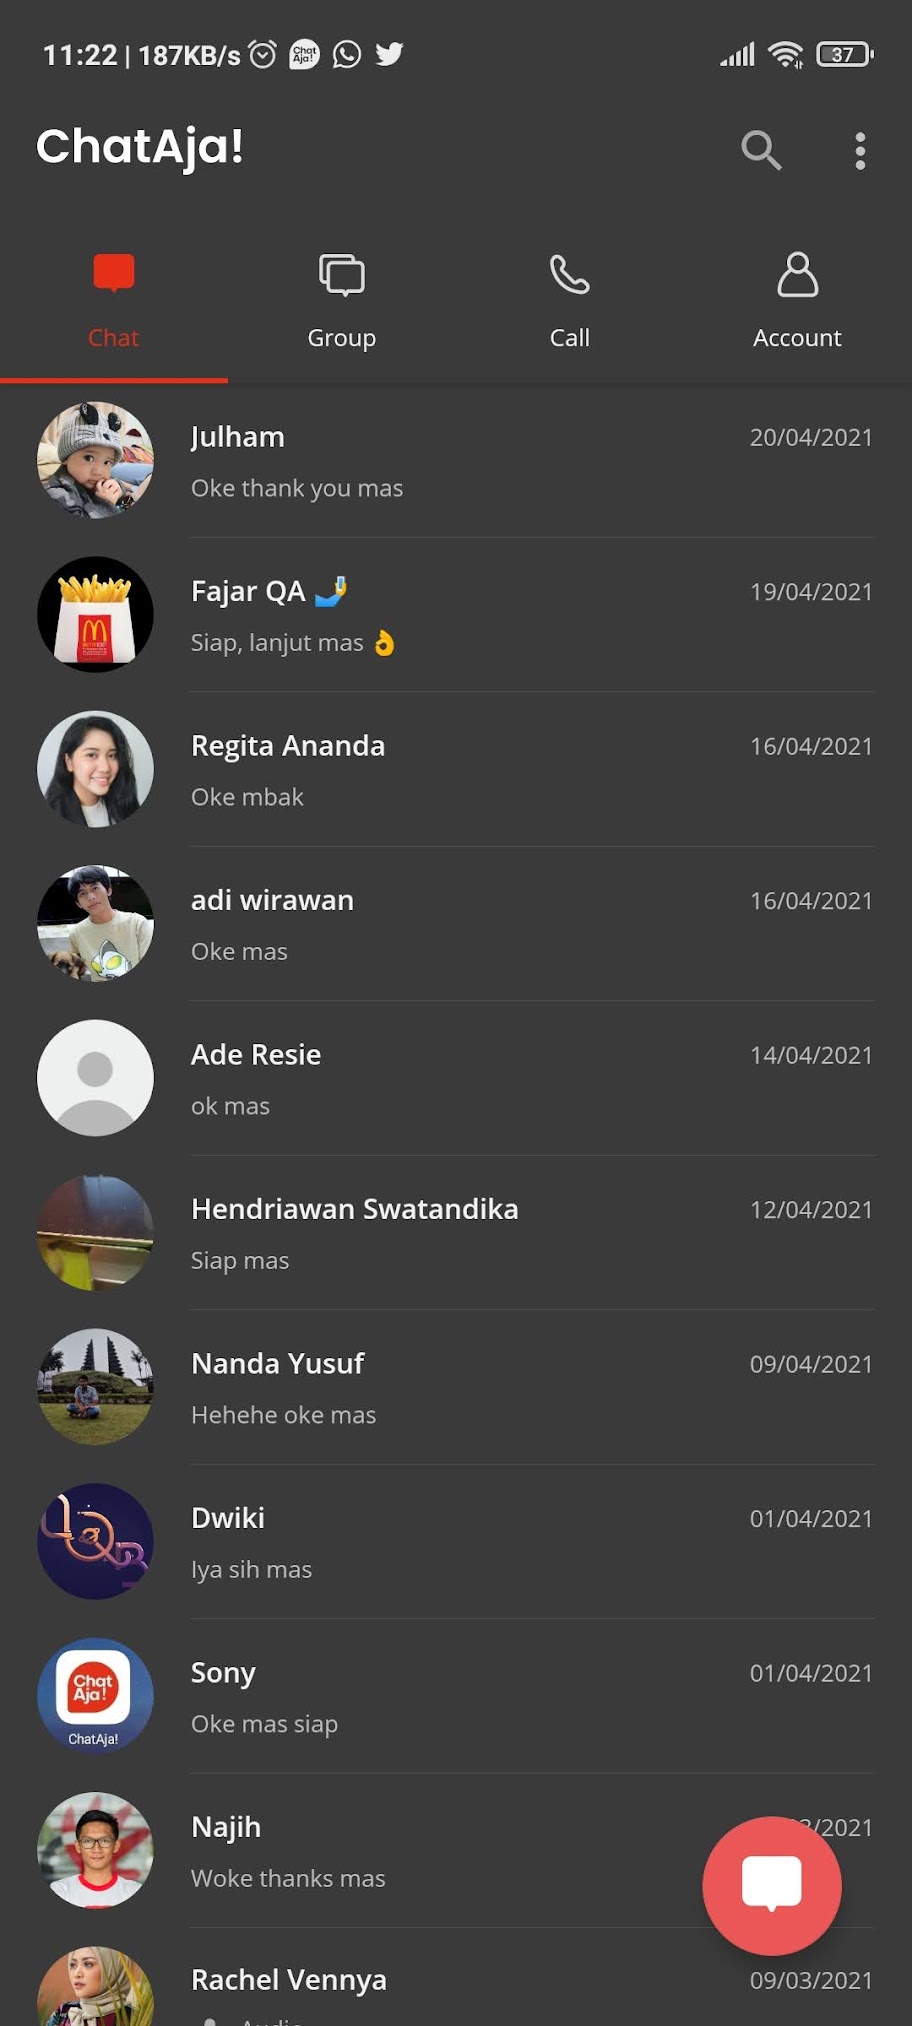 11:22 | 187KB/s Chat Aja! 37
ChatAja!
Chat Group Call Account
Julham 20/04/2021
Oke thank you mas
Fajar QA 🤳 19/04/2021
Siap, lanjut mas 👌
Regita Ananda 16/04/2021
Oke mbak
adi wirawan 16/04/2021
Oke mas
Ade Resie 14/04/2021
ok mas
Hendriawan Swatandika 12/04/2021
Siap mas
Nanda Yusuf 09/04/2021
Hehehe oke mas
Dwiki 01/04/2021
Iya sih mas
Sony 01/04/2021
Chat
Aja!
Oke mas siap
ChatAja!
Najih /2021
Woke thanks mas
Rachel Vennya 09/03/2021
Audio